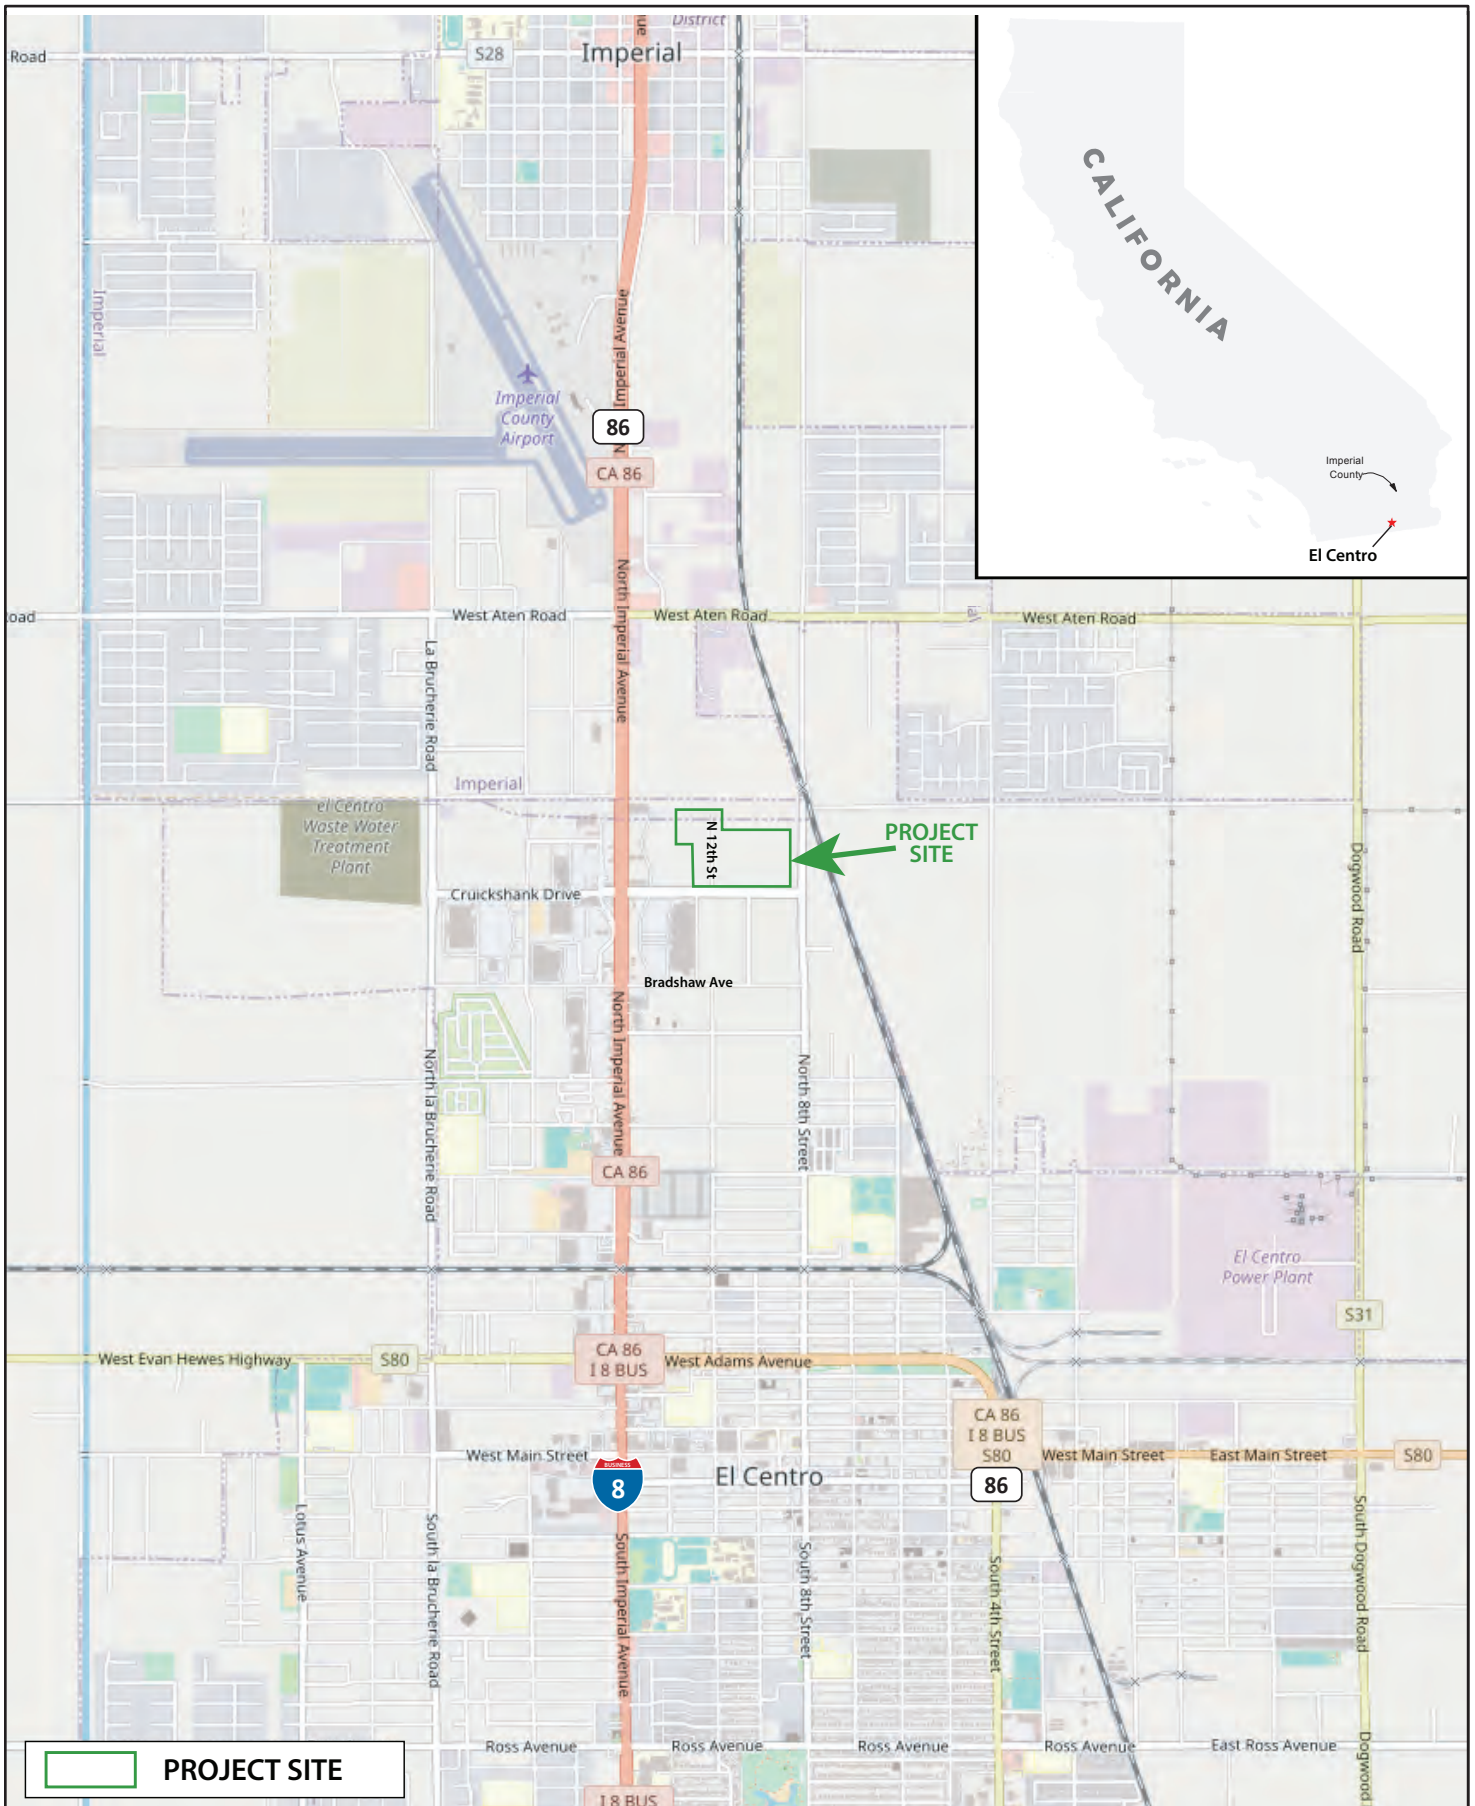 District
ue
Road
S28
Imperial
CALIFORNIA
Imperial
Imperial Avenue
N
Imperial
County
Airport
86
CA 86
Imperial
County
El Centro
North Imperial Avenue
oad
West Aten Road
West Aten Road
West Aten Road
ial
La Brucherie Road
Imperial
el Centro
Waste Water
Treatment
Plant
N 12th St
PROJECT
SITE
Cruickshank Drive
Dogwood Road
Bradshaw Ave
North Imperial Avenue
North la Brucherie Road
North 8th Street
CA 86
El Centro
Power Plant
S31
West Evan Hewes Highway
S80
CA 86
I 8 BUS
West Adams Avenue
CA 86
I 8 BUS
S80
West Main Street
BUSINESS
8
El Centro
86
West Main Street
East Main Street
S80
Lotus Avenue
South la Brucherie Road
South Imperial Avenue
South 8th Street
South 4th Street
South Dogwood Road
Ross Avenue
Ross Avenue
Ross Avenue
Ross Avenue
East Ross Avenue
Dogwood
PROJECT SITE
I 8 BUS